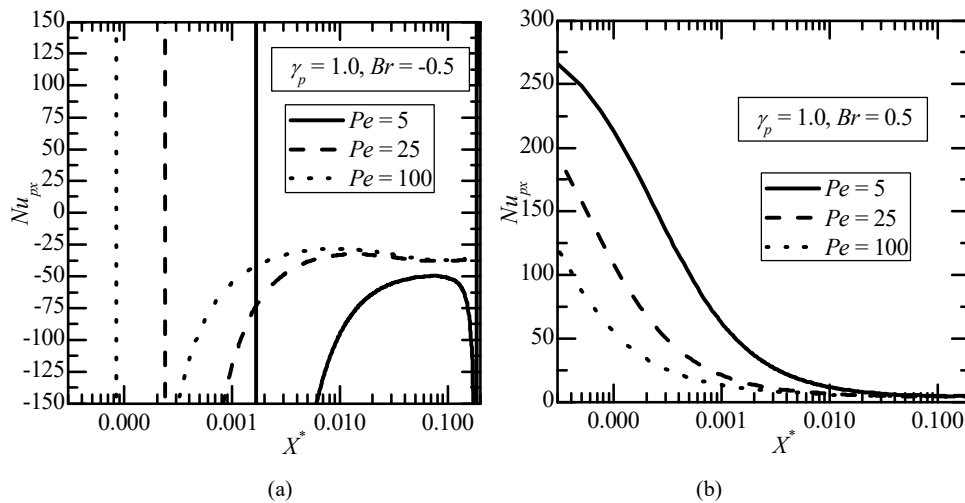 150
125
100
75
50
25
0
-25
-50
-75
-100
-125
-150
Nu_px
γ_p = 1.0, Br = -0.5
Pe = 5
Pe = 25
Pe = 100
0.000
0.001
0.010
0.100
X*
(a)
300
250
200
150
100
50
0
Nu_px
γ_p = 1.0, Br = 0.5
Pe = 5
Pe = 25
Pe = 100
0.000
0.001
0.010
0.100
X*
(b)